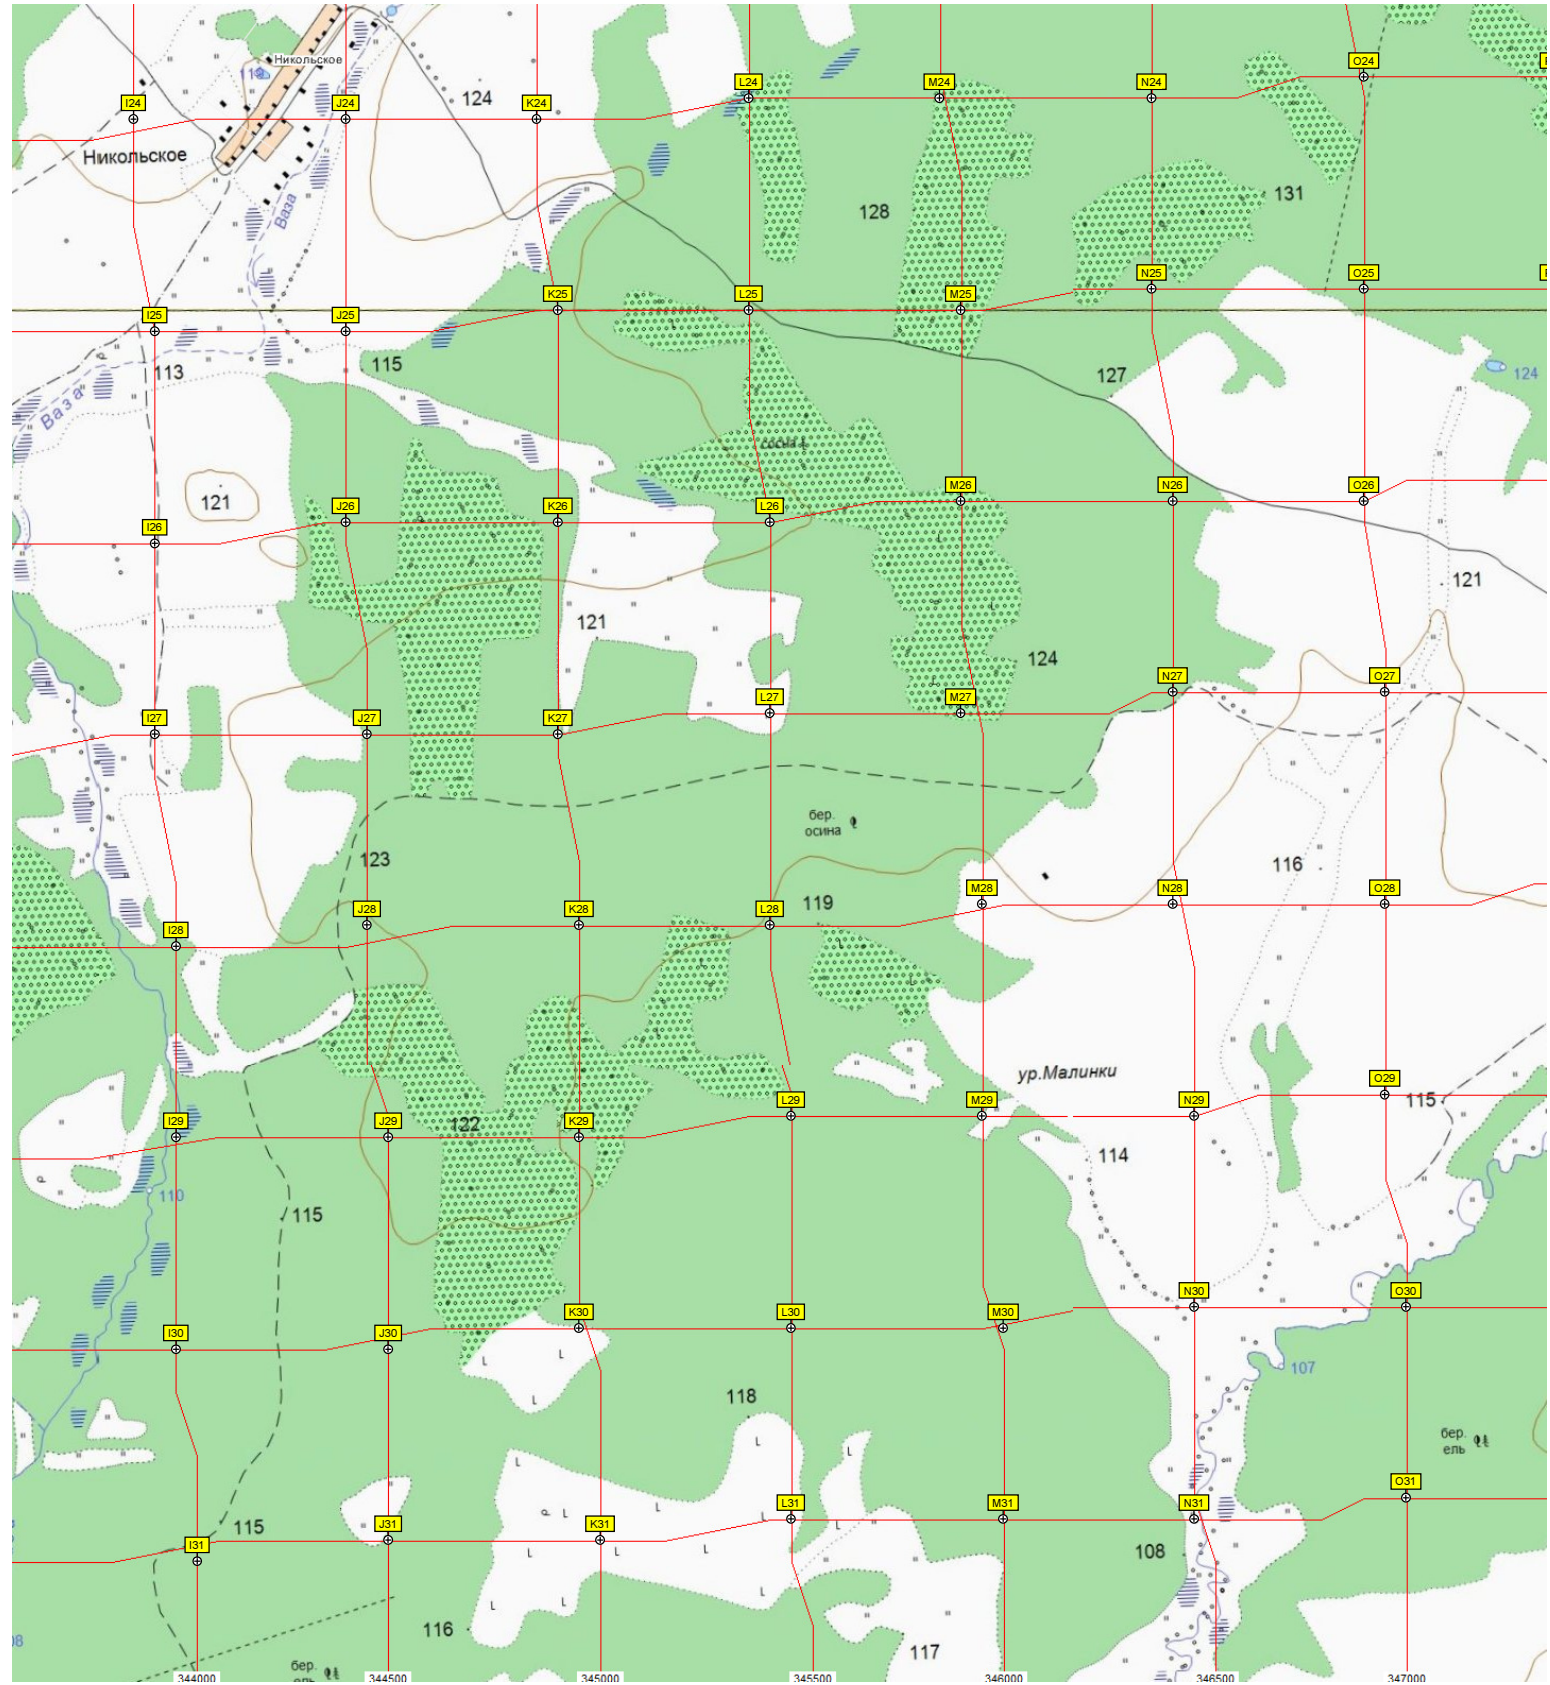 Никольское
119
124
I24
J24
K24
L24
M24
N24
O24
Никольское
Ваза
128
131
I25
J25
K25
L25
M25
N25
O25
113
115
127
124
Ваза
сосна
121
I26
J26
K26
L26
M26
N26
O26
121
121
124
I27
J27
K27
L27
M27
N27
O27
бер.
осина
123
116
119
I28
J28
K28
L28
M28
N28
O28
ур.Малинки
115
I29
J29
K29
L29
M29
N29
O29
122
114
110
115
I30
J30
K30
L30
M30
N30
O30
107
118
бер.
ель
I31
J31
K31
L31
M31
N31
O31
115
108
116
117
бер.
ель
344000
344500
345000
345500
346000
346500
347000